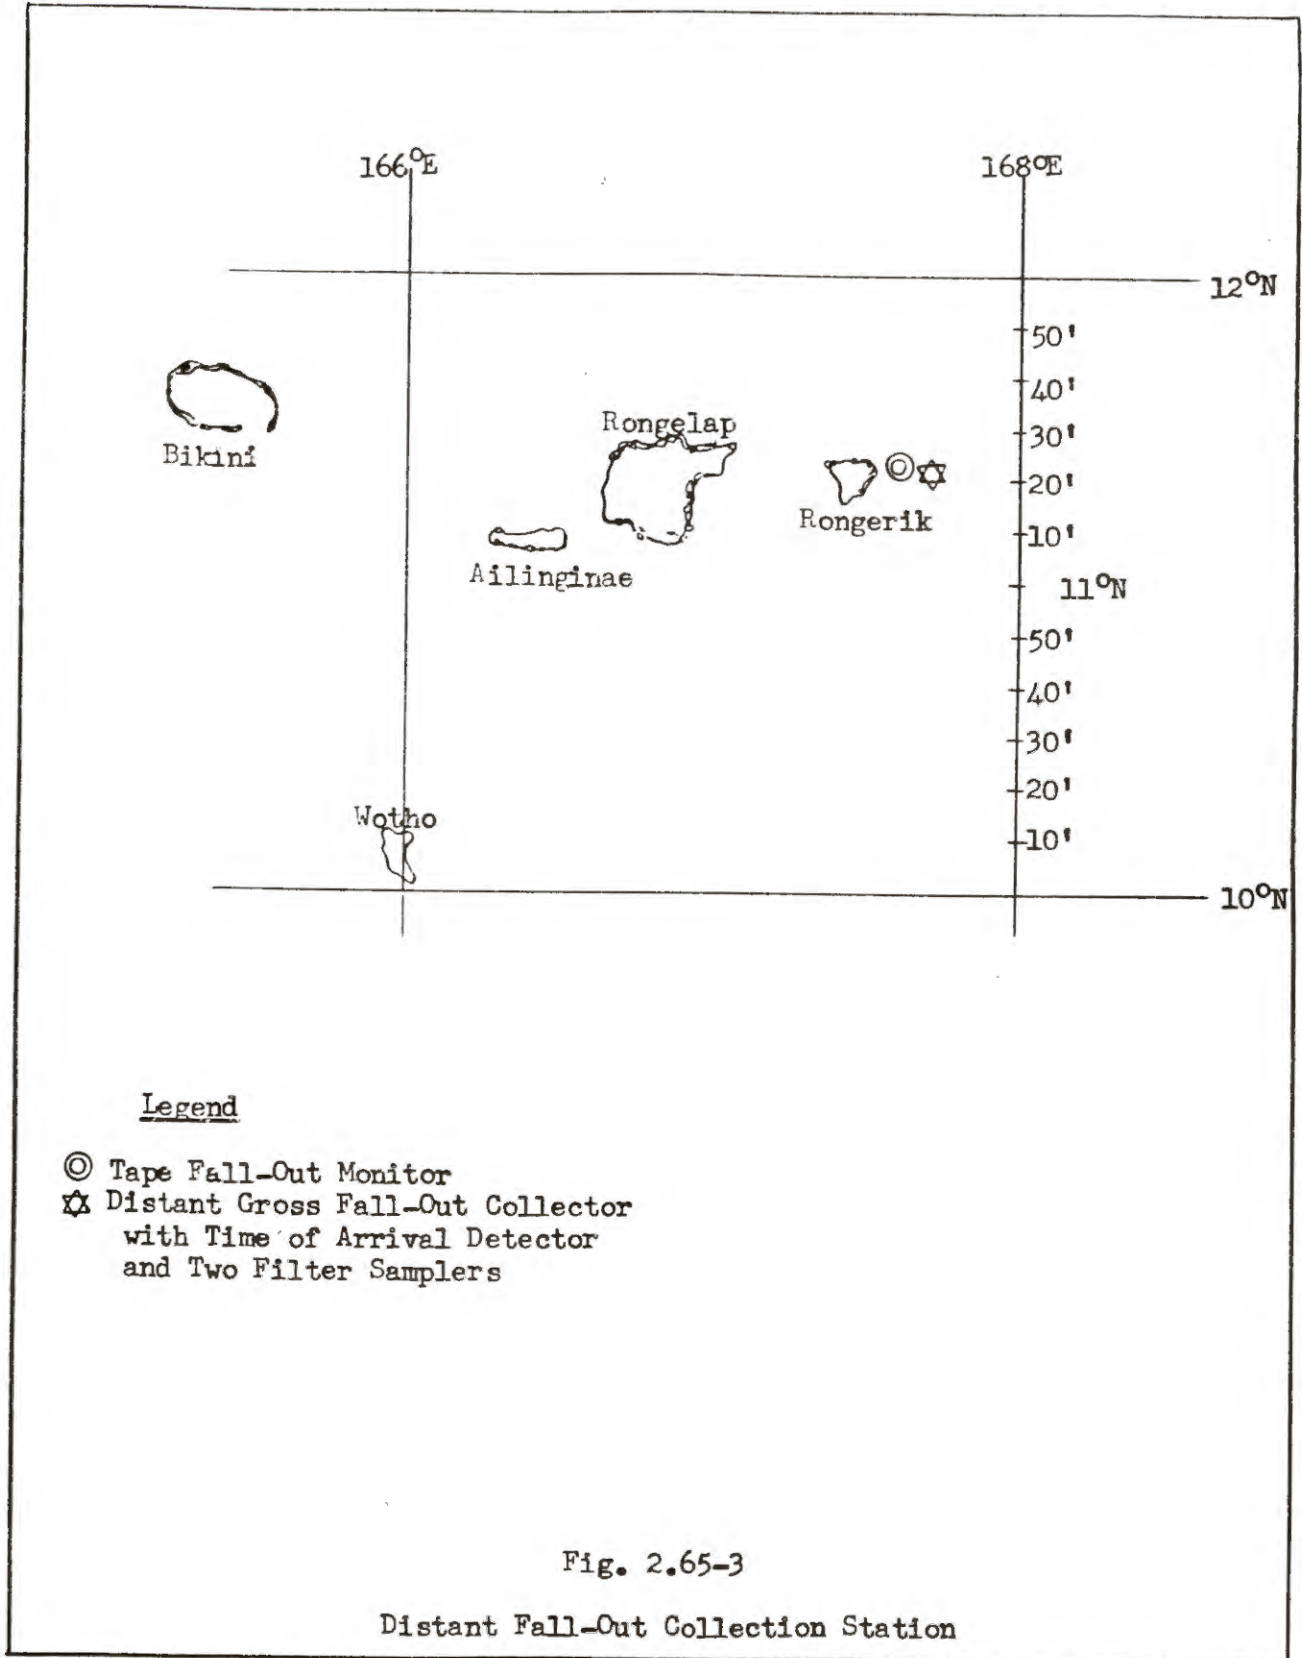 166°E
168°E
12°N
50'
40'
Rongelap
30'
Bikini
20'
Rongerik
10'
Ailinginae
11°N
50'
40'
30'
20'
Wotho
10'
10°N
Legend
Tape Fall-Out Monitor
Distant Gross Fall-Out Collector
with Time of Arrival Detector
and Two Filter Samplers
Fig. 2.65-3
Distant Fall-Out Collection Station